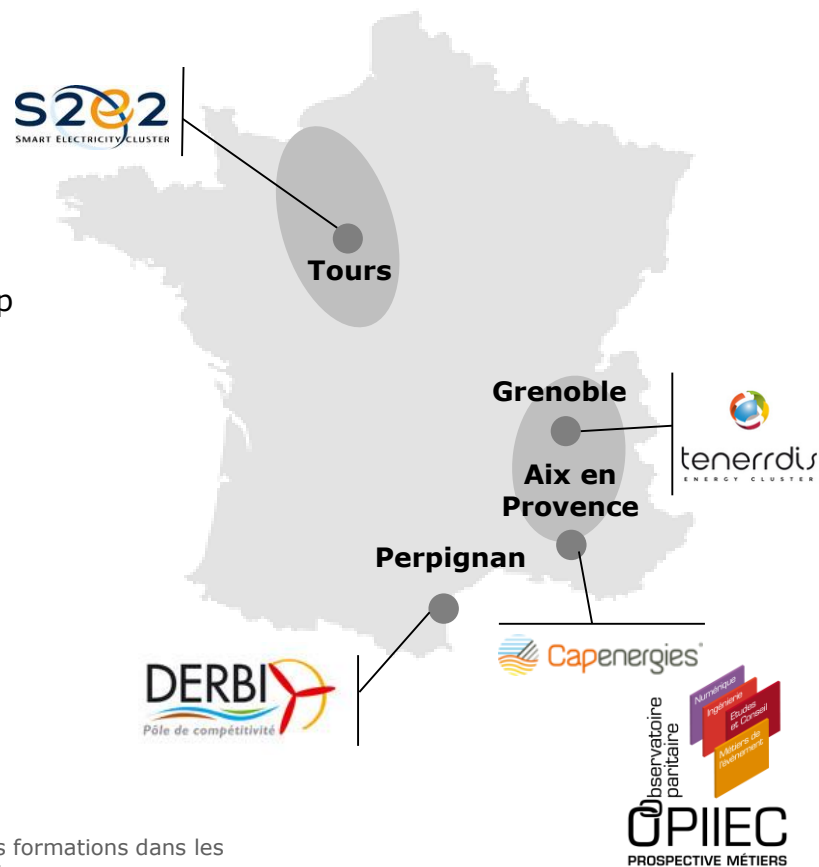 S2e2
SMART ELECTRICITY CLUSTER
Tours
p
Grenoble
tenerrdis
ENERGY CLUSTER
Aix en
Provence
Perpignan
Capenergies
DERBI
Pôle de compétitivité
Numérique
Ingénierie
Etudes
et Conseil
Métiers de
l'événement
Observatoire
paritaire
OPIIEC
PROSPECTIVE MÉTIERS
s formations dans les